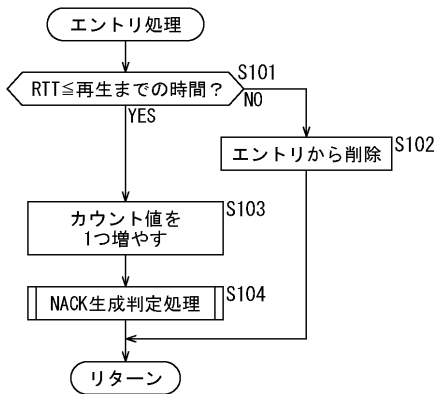 エントリ処理
S101
RTT≦再生までの時間？
NO
YES
S102
エントリから削除
S103
カウント値を
1つ増やす
S104
NACK生成判定処理
リターン